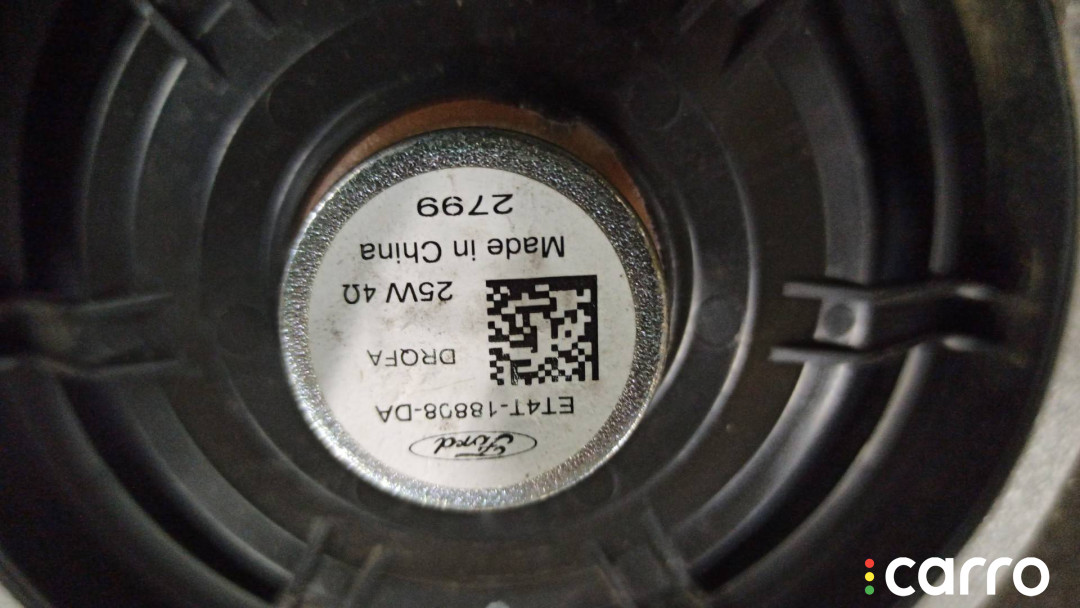 Ford
ET4T-18808-DA
DRQFA
25W 4Ω
Made in China
2799
carro